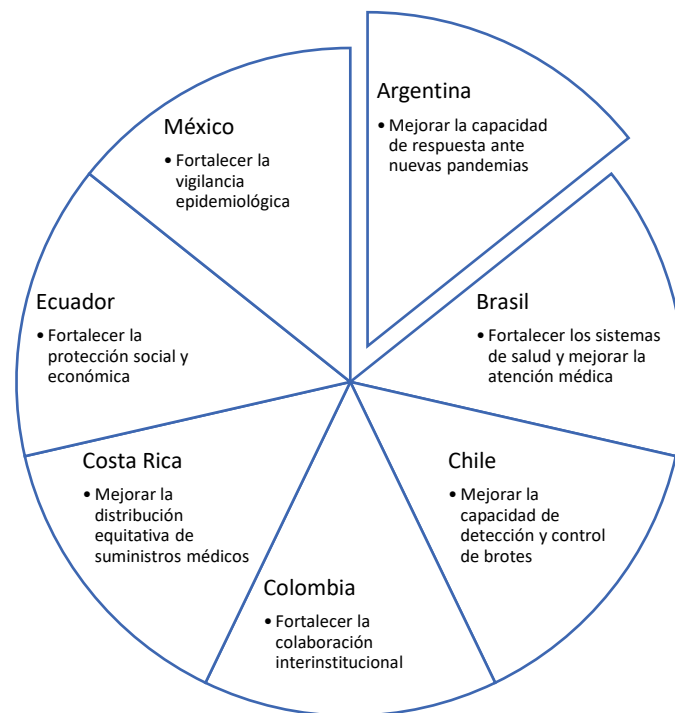 Argentina
• Mejorar la capacidad
de respuesta ante
nuevas pandemias
Brasil
• Fortalecer los sistemas
de salud y mejorar la
atención médica
Chile
• Mejorar la
capacidad de
detección y control
de brotes
Colombia
• Fortalecer la
colaboración
interinstitucional
Costa Rica
• Mejorar la
distribución
equitativa de
suministros médicos
Ecuador
• Fortalecer la
protección social y
económica
México
• Fortalecer la
vigilancia
epidemiológica